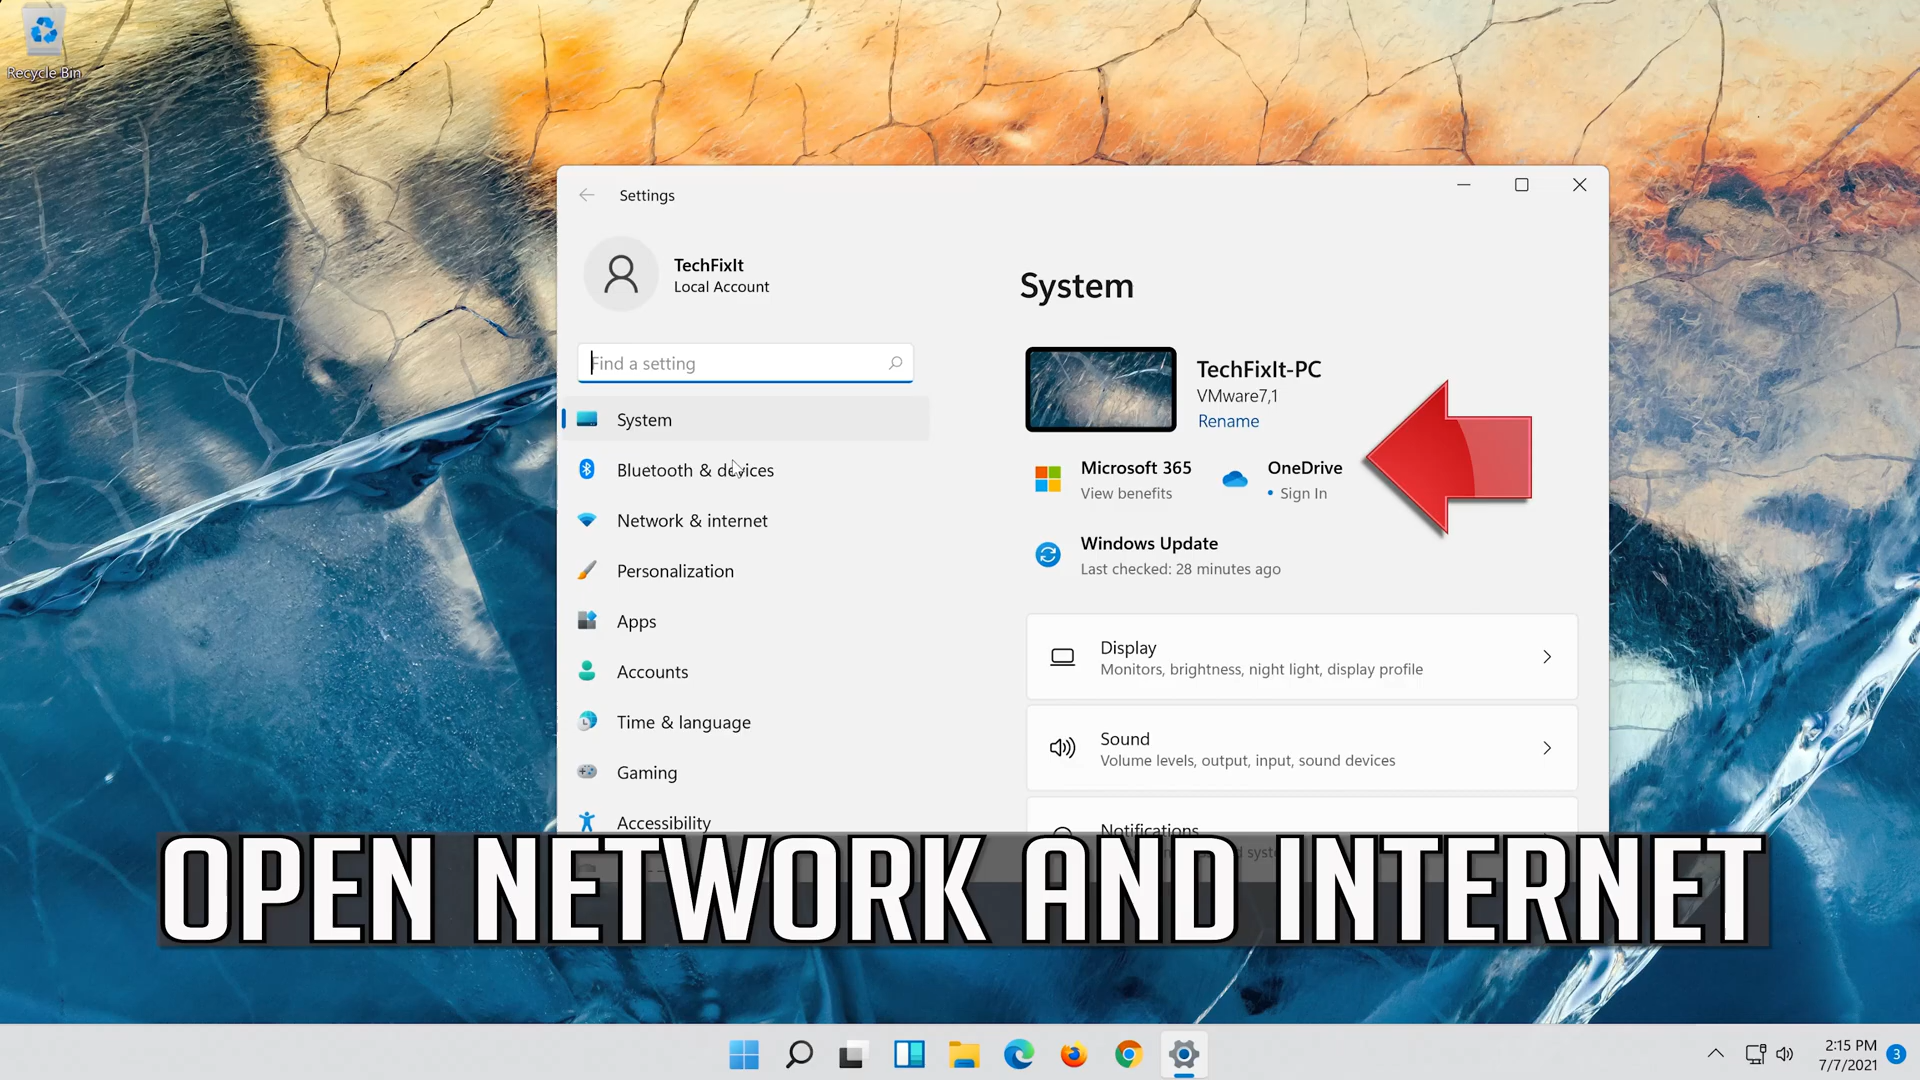 Recycle Bin
Settings
TechFixIt
Local Account
Find a setting
System
Bluetooth & devices
Network & internet
Personalization
Apps
Accounts
Time & language
Gaming
Accessibility
System
TechFixIt-PC
VMware7,1
Rename
Microsoft 365
View benefits
OneDrive
• Sign In
Windows Update
Last checked: 28 minutes ago
Display
Monitors, brightness, night light, display profile
Sound
Volume levels, output, input, sound devices
Notifications
OPEN NETWORK AND INTERNET
2:15 PM
7/7/2021
3